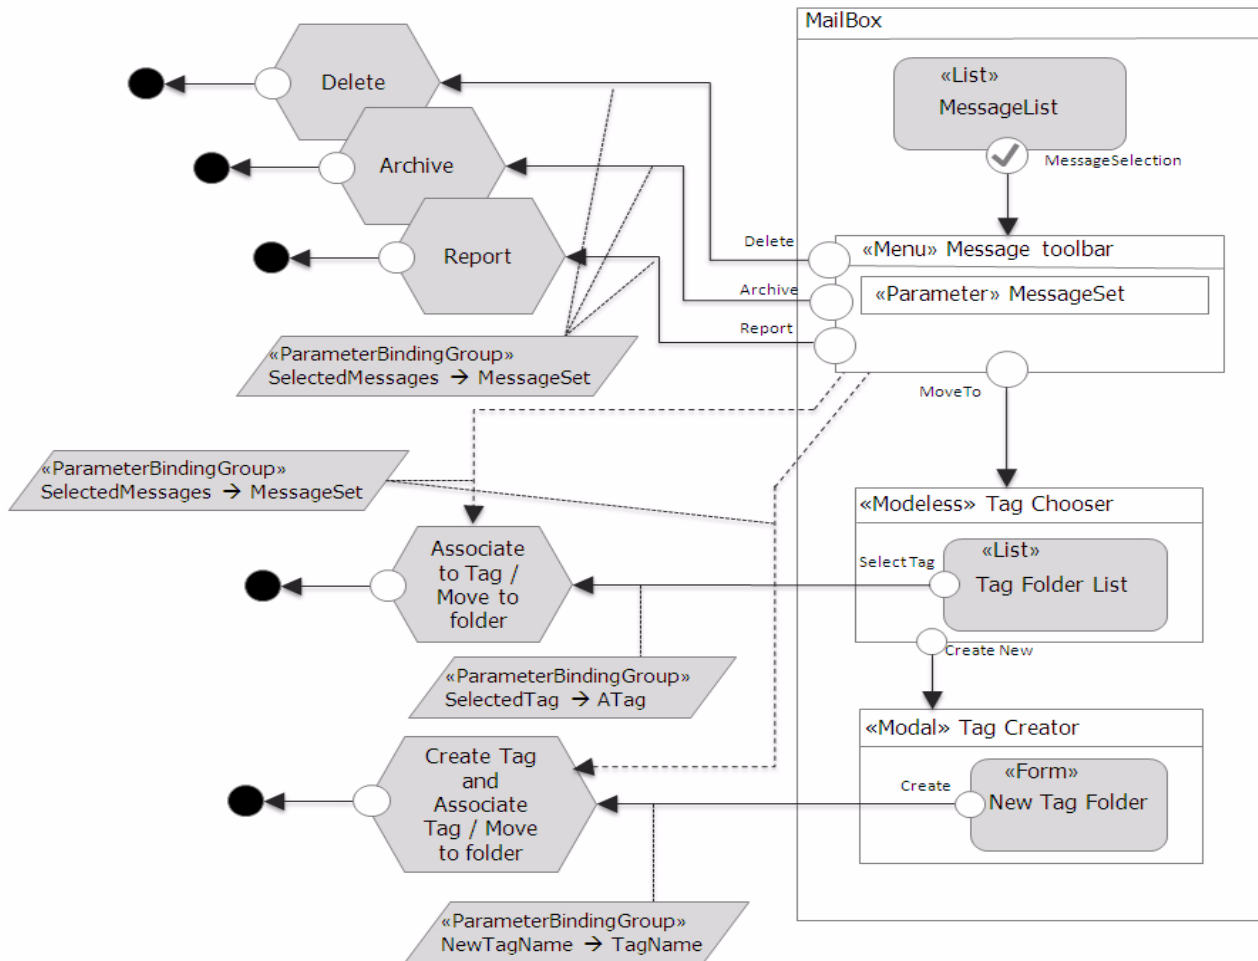 MailBox
«List»
MessageList
MessageSelection
Delete
Archive
Report
Delete
Archive
Report
«Menu» Message toolbar
«Parameter» MessageSet
MoveTo
«ParameterBindingGroup»
SelectedMessages → MessageSet
«ParameterBindingGroup»
SelectedMessages → MessageSet
«Modeless» Tag Chooser
«List»
Tag Folder List
SelectTag
Create New
Associate
to Tag /
Move to
folder
«ParameterBindingGroup»
SelectedTag → ATag
«Modal» Tag Creator
«Form»
New Tag Folder
Create
Create Tag
and
Associate
Tag / Move
to folder
«ParameterBindingGroup»
NewTagName → TagName